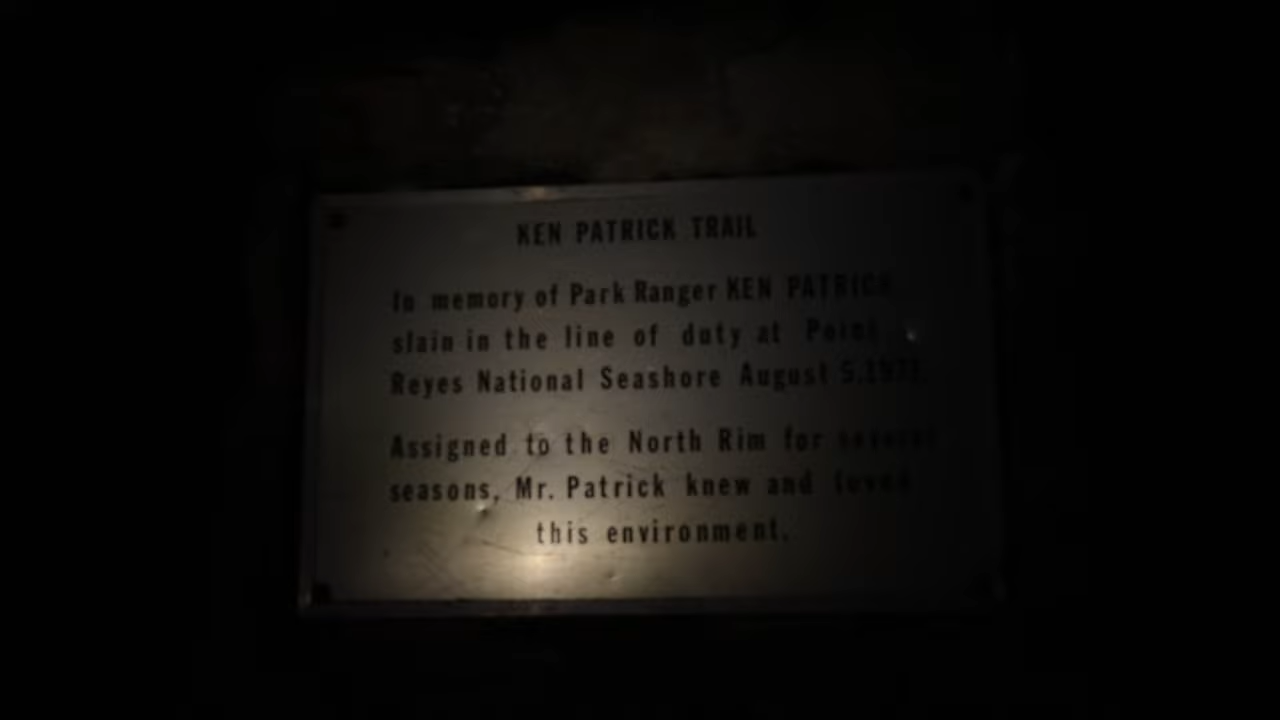 KEN PATRICK TRAIL
In memory of Park Ranger KEN PATRICK
slain in the line of duty at Point
Reyes National Seashore August 5,1973
Assigned to the North Rim for several
seasons, Mr. Patrick knew and loved
this environment.